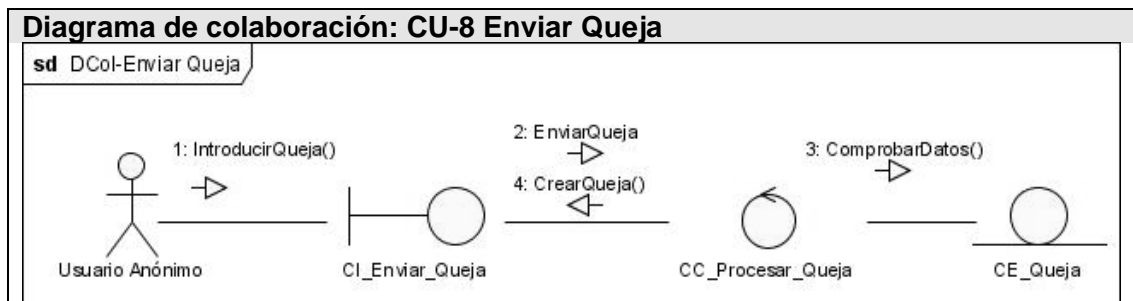 Diagrama de colaboración: CU-8 Enviar Queja
sd DCol-Enviar Queja
1: IntroducirQueja()
2: EnviarQueja
3: ComprobarDatos()
4: CrearQueja()
Usuario Anónimo
CI_Enviar_Queja
CC_Procesar_Queja
CE_Queja